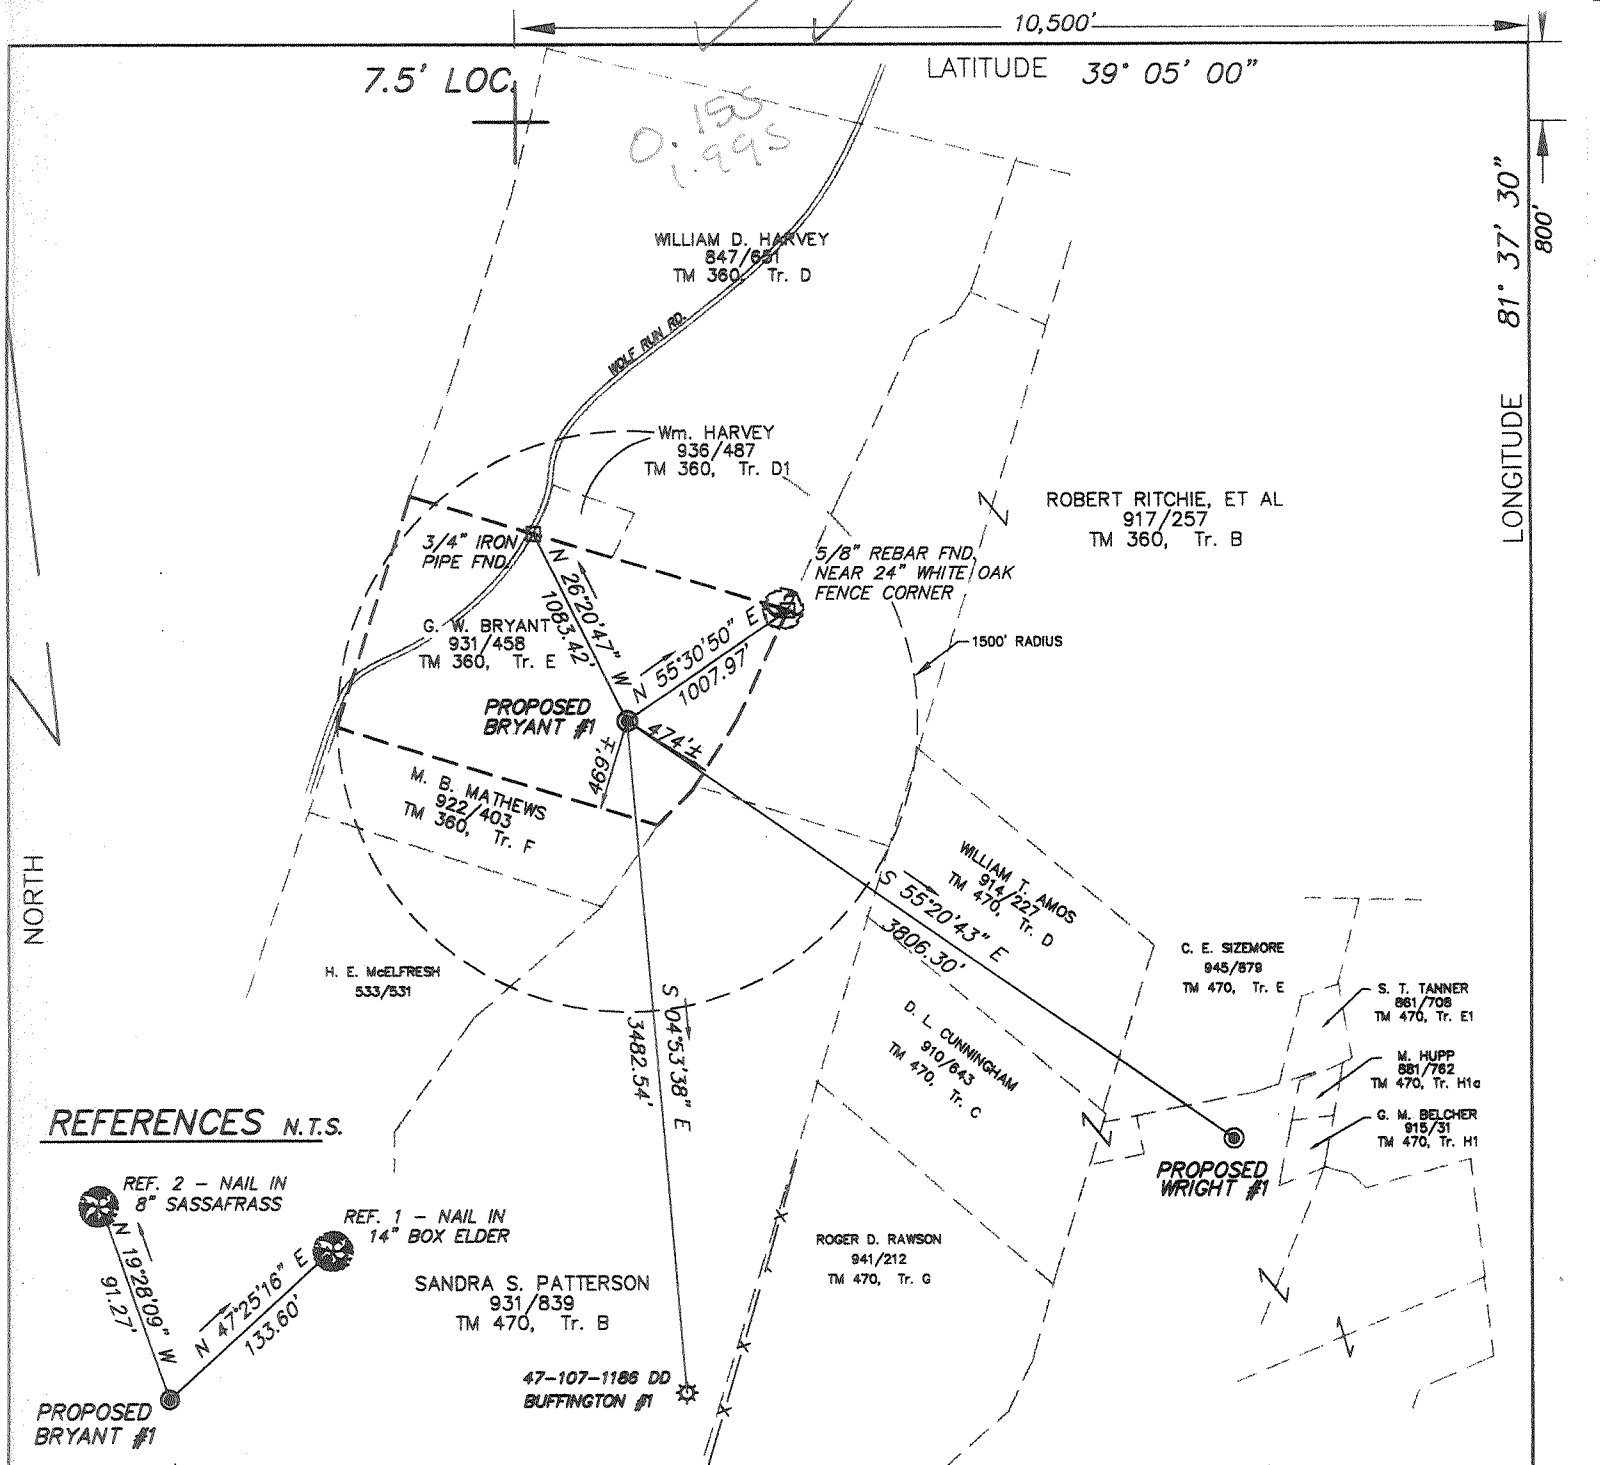 10,500'
7.5' LOC.
LATITUDE 39° 05' 00"
0.155
1.995
LONGITUDE 81° 37' 30"
800'
WILLIAM D. HARVEY
847/651
TM 360, Tr. D
WOLF RUN RD.
Wm. HARVEY
936/487
TM 360, Tr. D1
ROBERT RITCHIE, ET AL
917/257
TM 360, Tr. B
3/4" IRON
PIPE FND.
5/8" REBAR FND.
NEAR 24" WHITE OAK
FENCE CORNER
N 26°20'47" W
1083.42'
N 55°30'50" E
1007.97'
G. W. BRYANT
931/458
TM 360, Tr. E
1500' RADIUS
PROPOSED
BRYANT #1
474'±
469'±
M. B. MATHEWS
922/403
TM 360, Tr. F
NORTH
WILLIAM T. AMOS
914/227
TM 470, Tr. D
S 55°20'43" E
3806.30'
H. E. McELFRESH
533/531
C. E. SIZEMORE
945/879
TM 470, Tr. E
S. T. TANNER
861/708
TM 470, Tr. E1
S 04°53'38" E
3482.54'
D. L. CUNNINGHAM
910/643
TM 470, Tr. C
M. HUPP
881/762
TM 470, Tr. H1a
G. M. BELCHER
915/31
TM 470, Tr. H1
REFERENCES N.T.S.
PROPOSED
WRIGHT #1
REF. 2 - NAIL IN
8" SASSAFRASS
REF. 1 - NAIL IN
14" BOX ELDER
N 19°28'09" W
91.27'
N 47°25'16" E
133.60'
SANDRA S. PATTERSON
931/839
TM 470, Tr. B
ROGER D. RAWSON
941/212
TM 470, Tr. G
47-107-1186 DD
BUFFINGTON #1
PROPOSED
BRYANT #1